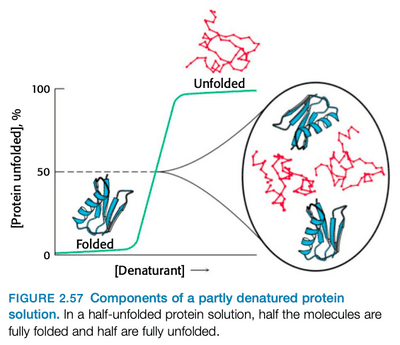 Unfolded
100
[Protein unfolded], %
50
Folded
0
[Denaturant] →
FIGURE 2.57 Components of a partly denatured protein
solution. In a half-unfolded protein solution, half the molecules are
fully folded and half are fully unfolded.